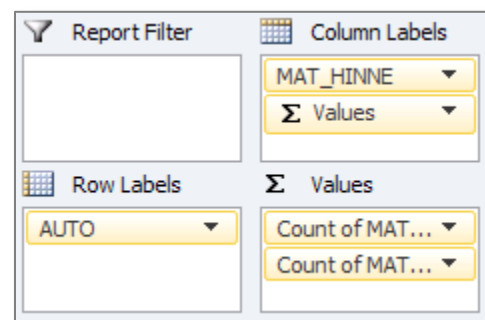 Report Filter
Column Labels
MAT_HINNE
Σ Values
Row Labels
Σ Values
AUTO
Count of MAT...
Count of MAT...